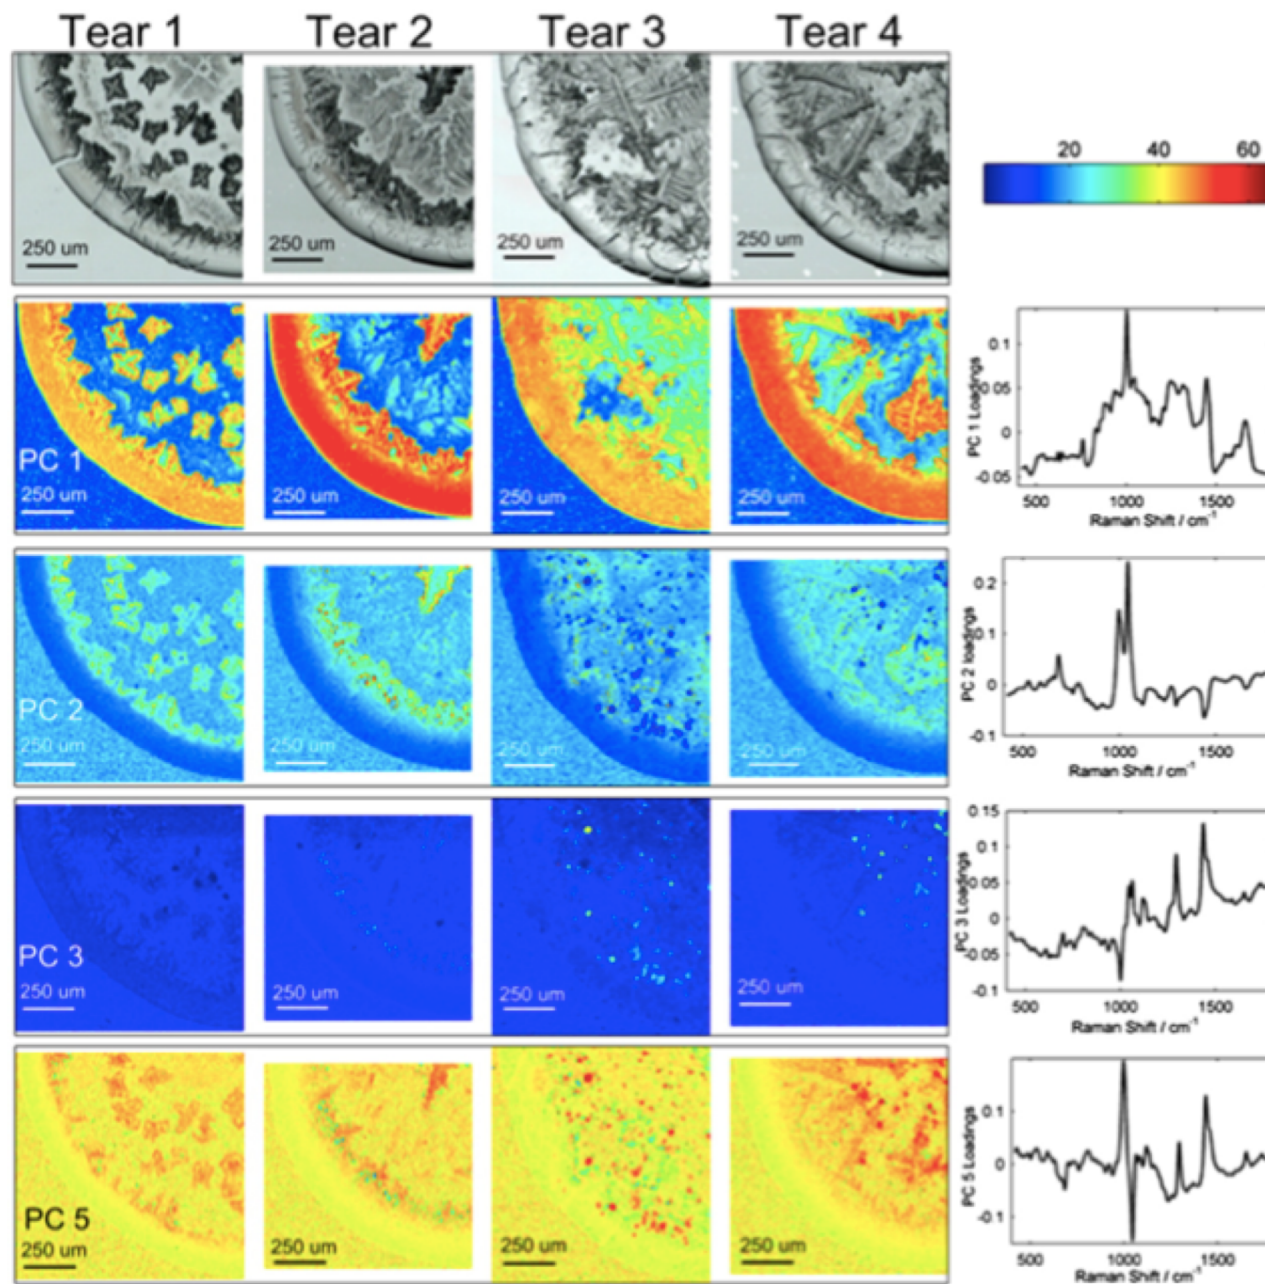 Tear 1 Tear 2 Tear 3 Tear 4
250 um 250 um 250 um 250 um
20 40 60
PC 1
250 um 250 um 250 um 250 um
PC 1 Loadings
0.1
0.05
0
-0.05
500 1000 1500
Raman Shift / cm-1
PC 2
250 um 250 um 250 um 250 um
PC 2 loadings
0.2
0.1
0
-0.1
500 1000 1500
Raman Shift / cm-1
PC 3
250 um 250 um 250 um 250 um
PC 3 Loadings
0.15
0.1
0.05
0
-0.05
-0.1
500 1000 1500
Raman Shift / cm-1
PC 5
250 um 250 um 250 um 250 um
PC 5 Loadings
0.1
0
-0.1
500 1000 1500
Raman Shift / cm-1